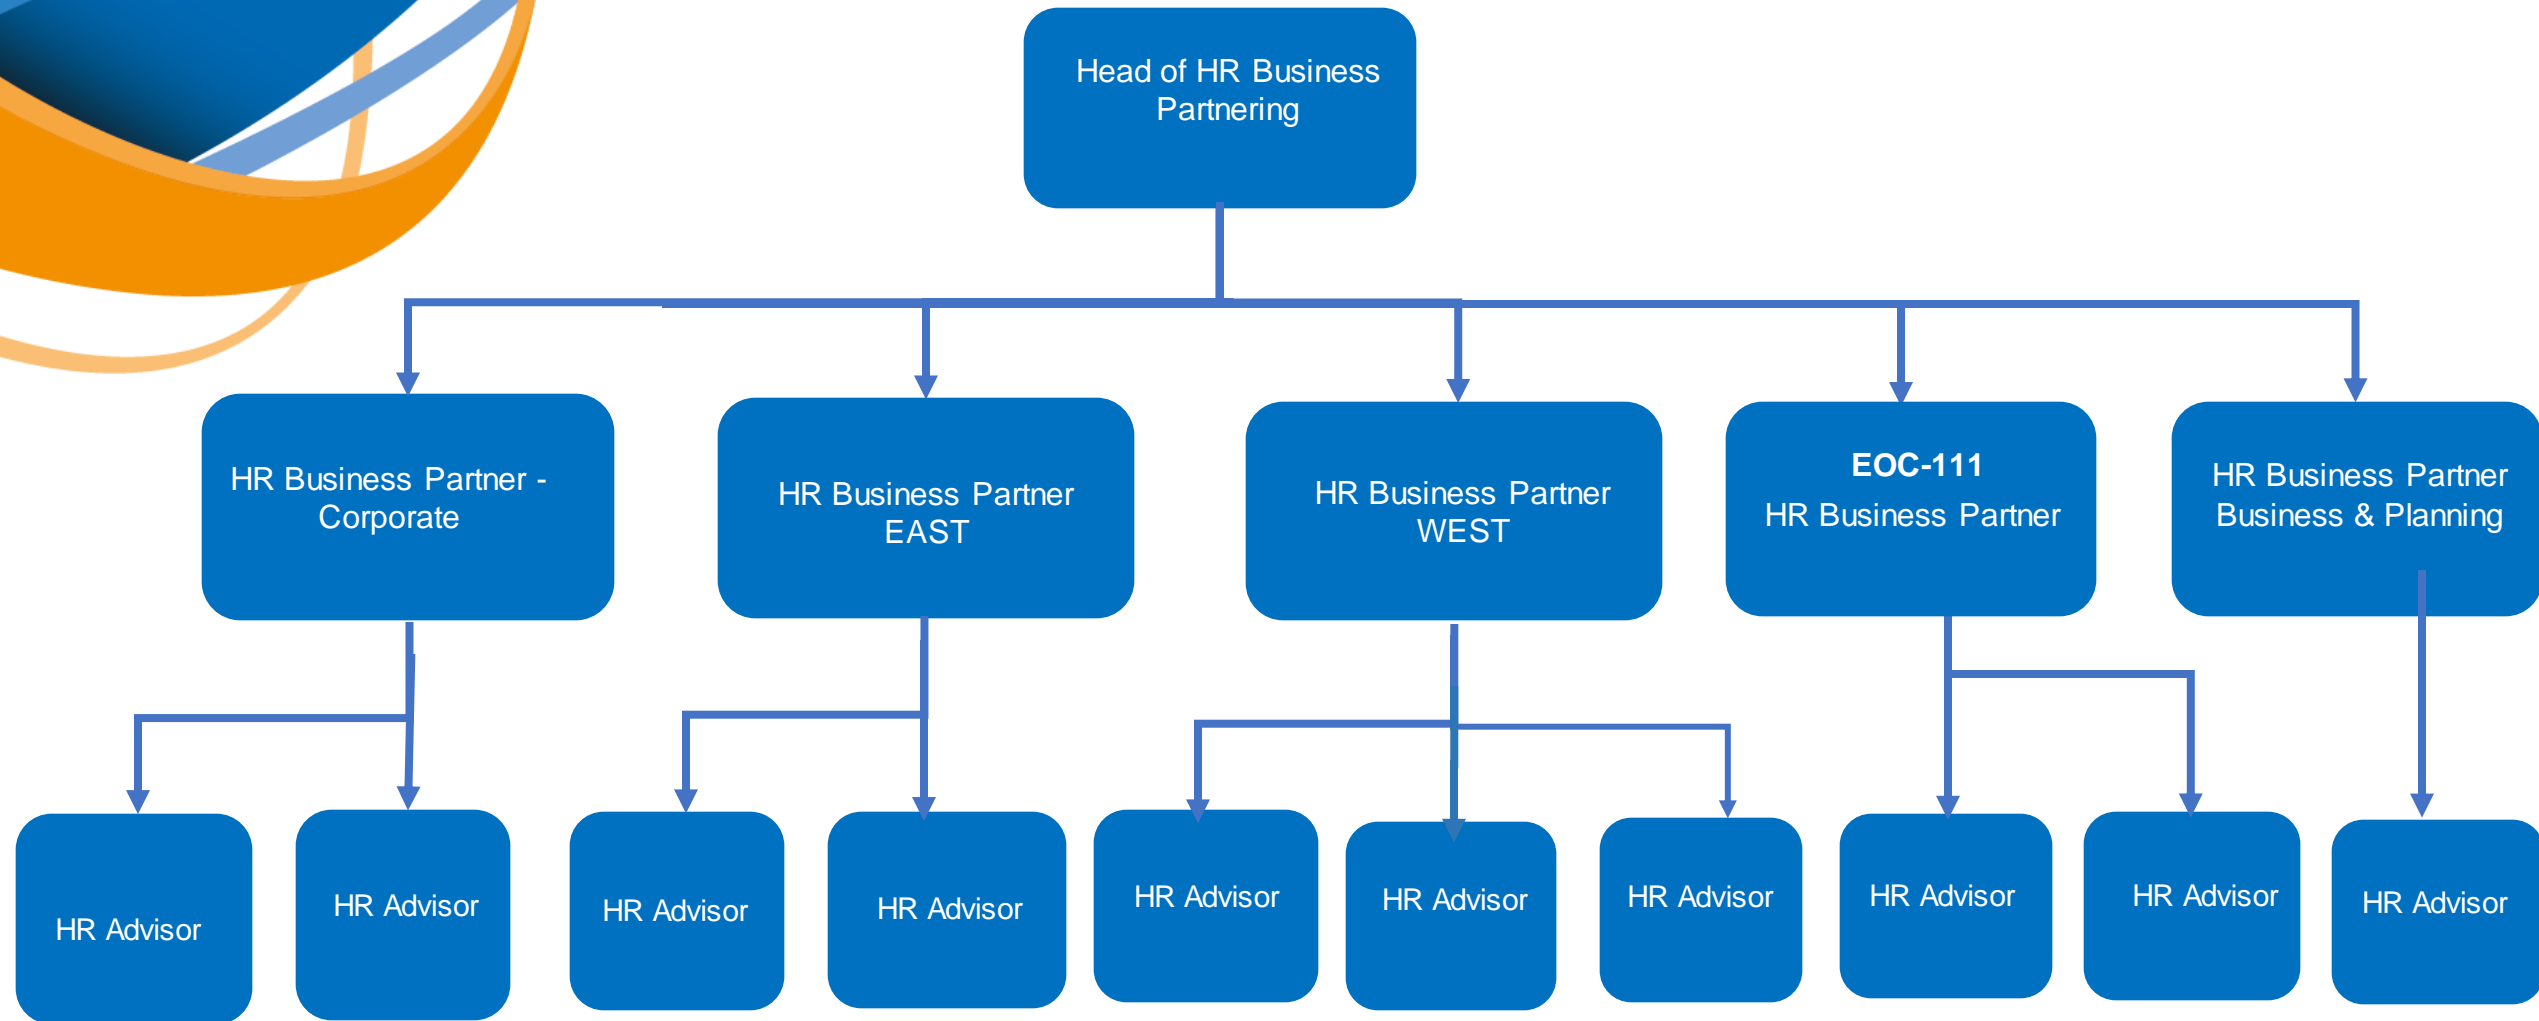 Head of HR Business
Partnering
HR Business Partner -
Corporate
HR Business Partner
EAST
HR Business Partner
WEST
EOC-111
HR Business Partner
HR Business Partner
Business & Planning
HR Advisor
HR Advisor
HR Advisor
HR Advisor
HR Advisor
HR Advisor
HR Advisor
HR Advisor
HR Advisor
HR Advisor